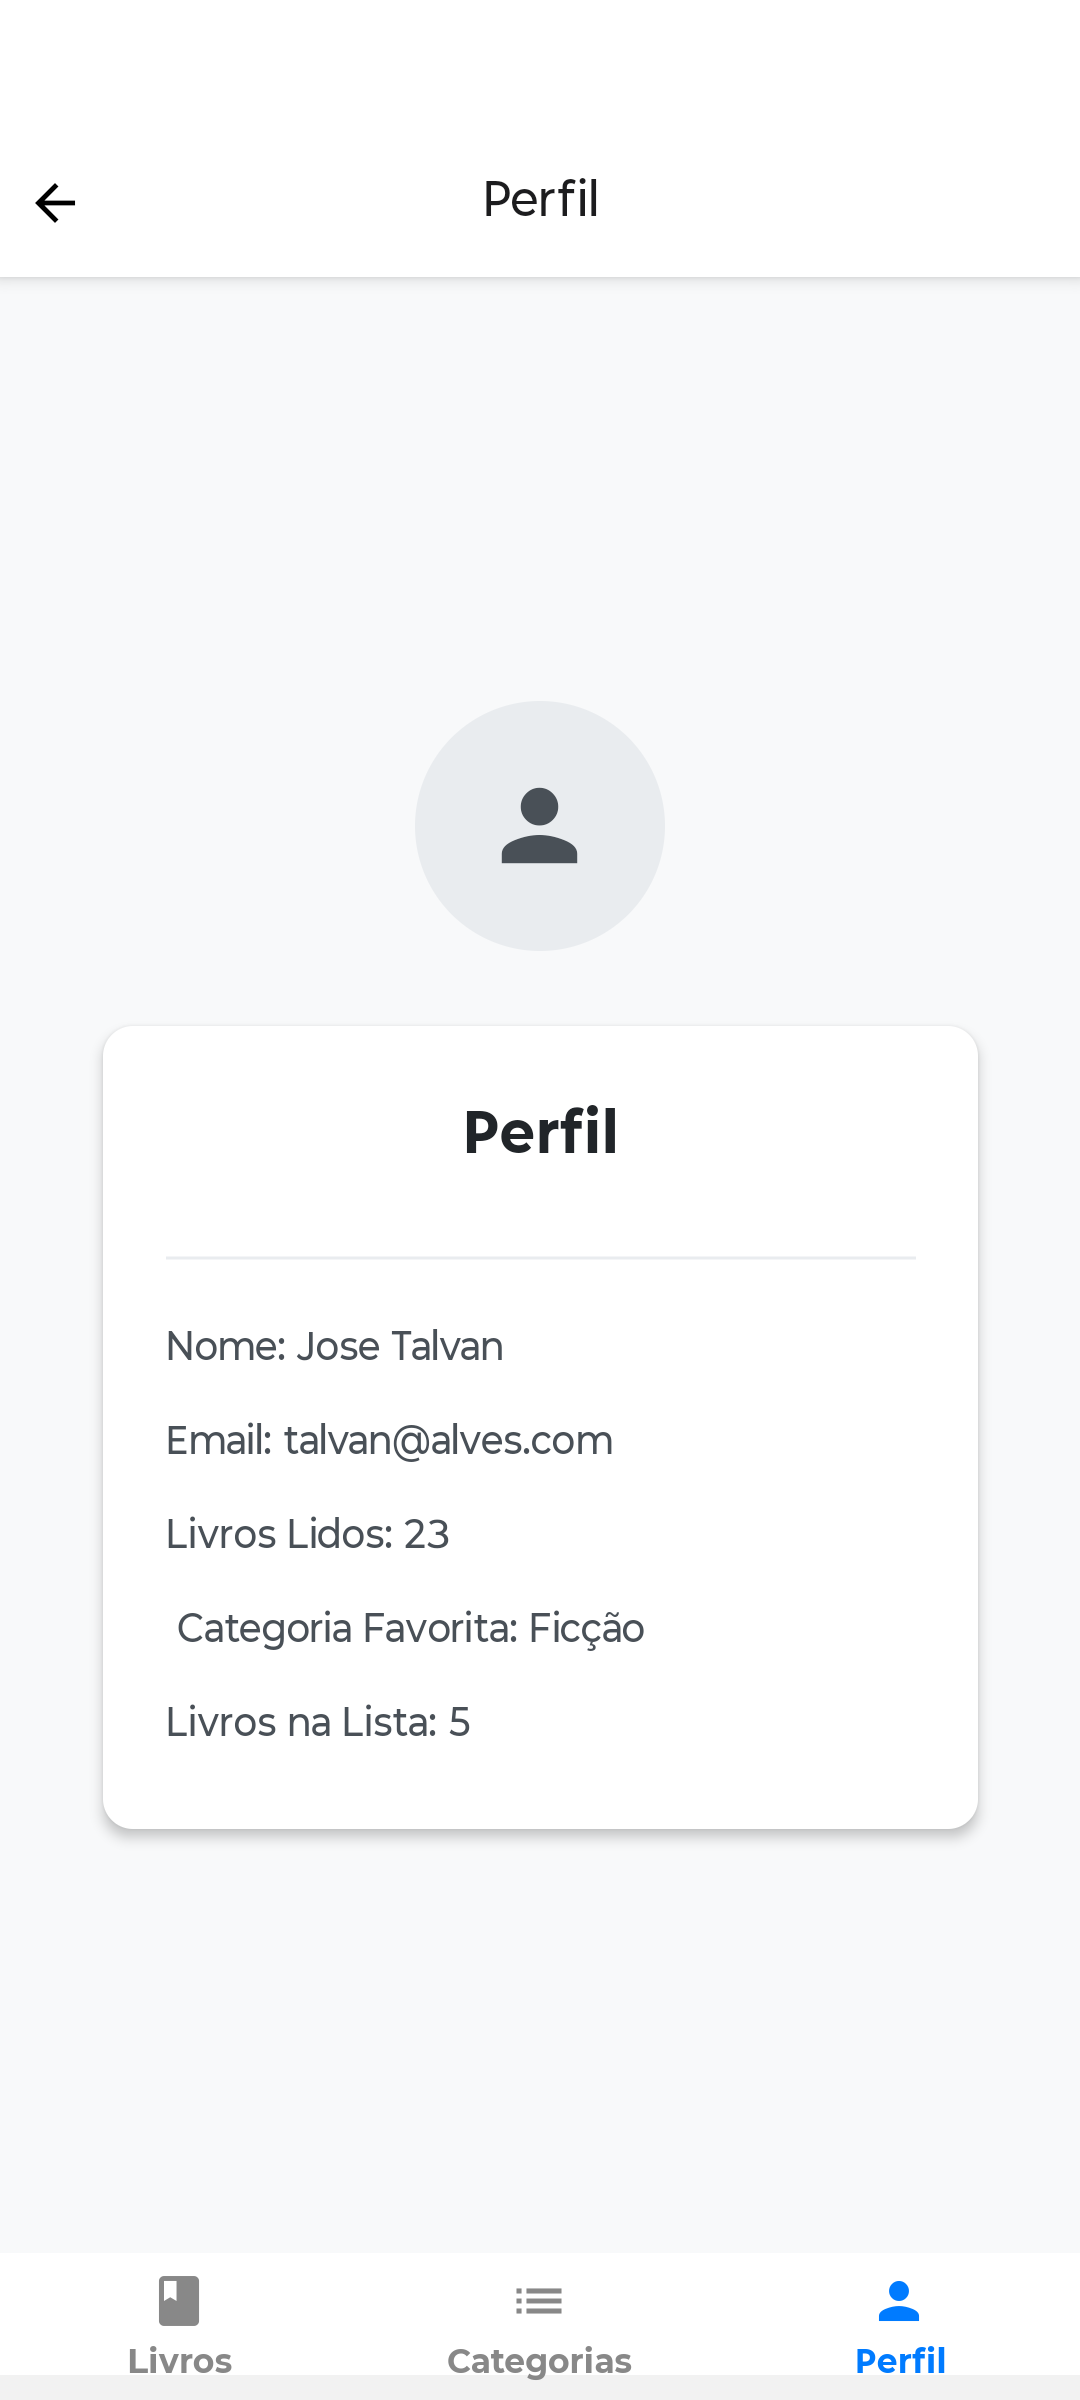 Perfil
Perfil
Nome: Jose Talvan
Email: talvan@alves.com
Livros Lidos: 23
Categoria Favorita: Ficção
Livros na Lista: 5
Livros
Categorias
Perfil